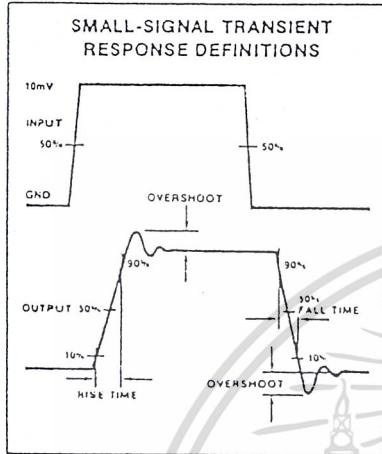 SMALL-SIGNAL TRANSIENT
RESPONSE DEFINITIONS
10mV
INPUT
50%
50%
GND
OVERSHOOT
90%
90%
OUTPUT
50%
50%
FALL TIME
10%
10%
RISE TIME
OVERSHOOT